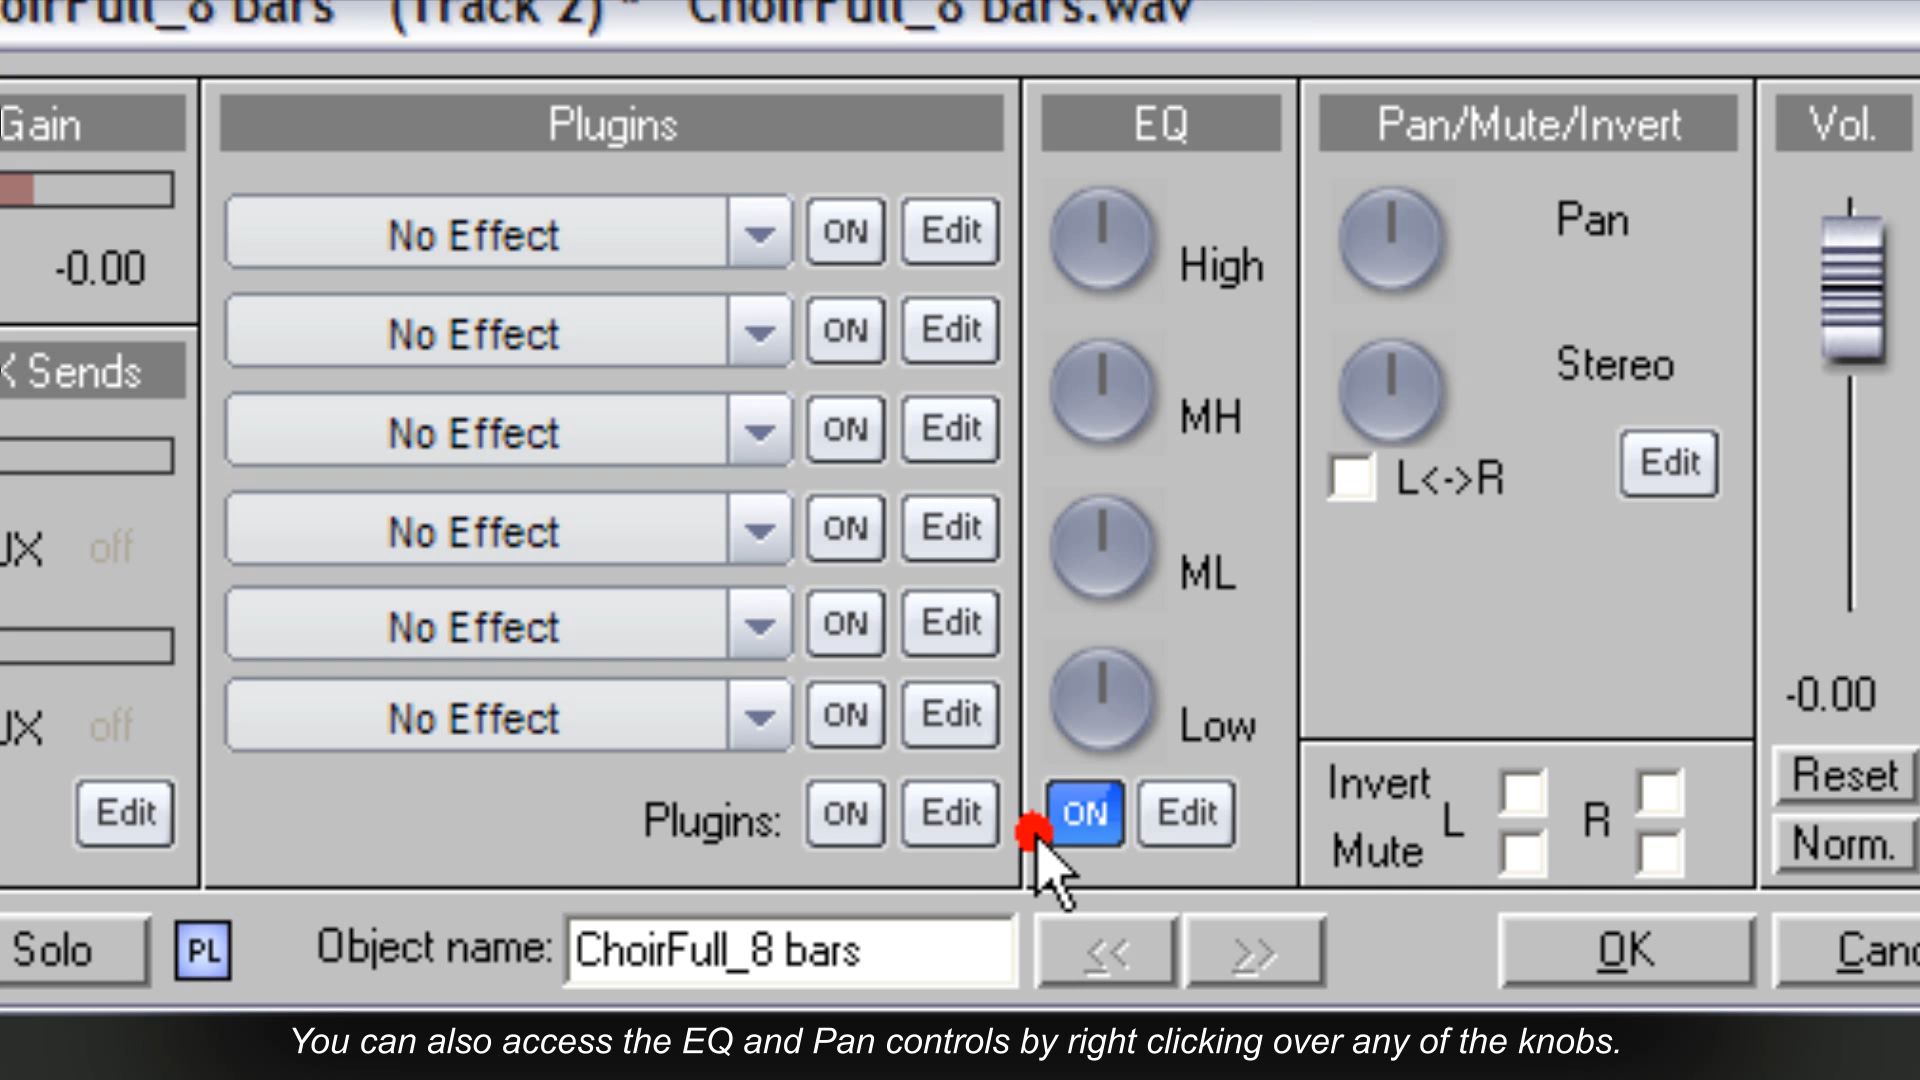 (Track 2) * ChoirFull_8 bars.wav
Gain
Plugins
EQ
Pan/Mute/Invert
Vol.
No Effect ON Edit
High
Pan
-0.00
No Effect ON Edit
Sends
MH
Stereo
No Effect ON Edit
L<->R Edit
No Effect ON Edit
off
ML
No Effect ON Edit
-0.00
No Effect ON Edit
off
Low
Edit
Plugins: ON Edit
ON Edit
Invert
L R
Mute
Reset
Norm.
Solo PL Object name: ChoirFull_8 bars << >> OK
You can also access the EQ and Pan controls by right clicking over any of the knobs.